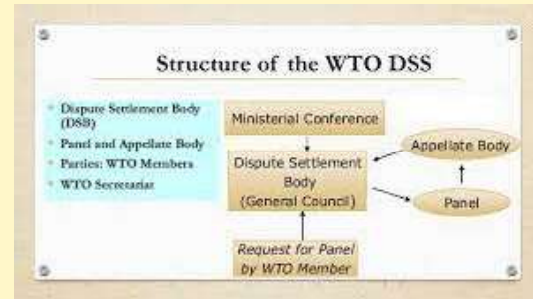 Structure of the WTO DSS
Dispute Settlement Body
(DSB)
Panel and Appellate Body
Parties: WTO Members
WTO Secretariat
Ministerial Conference
Dispute Settlement
Body
(General Council)
Appellate Body
Panel
Request for Panel
by WTO Member